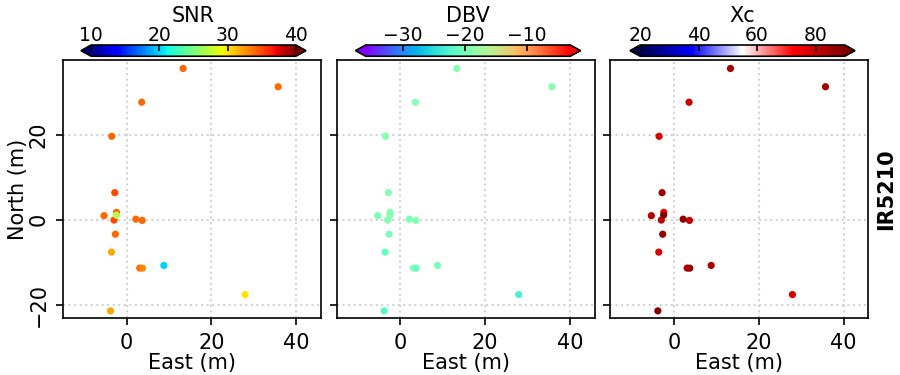 SNR DBV Xc
10 20 30 40 −30 −20 −10 20 40 60 80
North (m)
20
0
−20
IR5210
0 20 40 0 20 40 0 20 40
East (m) East (m) East (m)